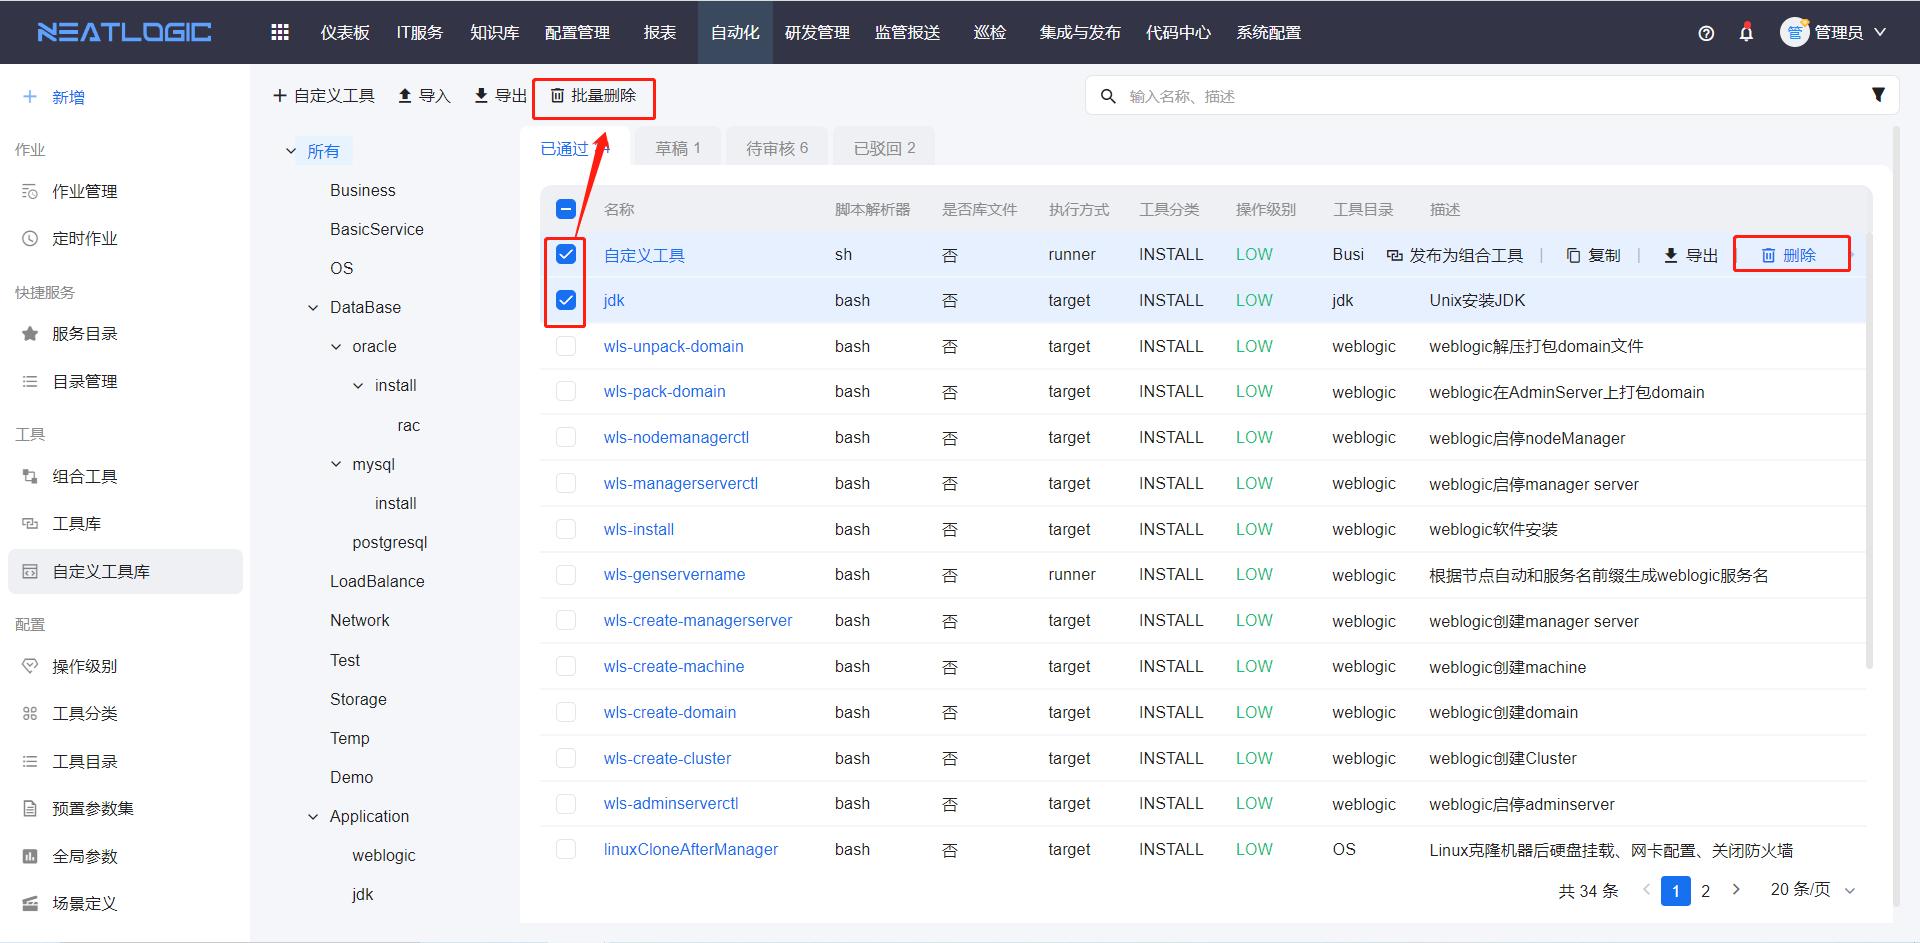 NEATLOGIC
仪表板 IT服务 知识库 配置管理 报表 自动化 研发管理 监管报送 巡检 集成与发布 代码中心 系统配置
管 管理员
新增
作业
作业管理
定时作业
快捷服务
服务目录
目录管理
工具
组合工具
工具库
自定义工具库
配置
操作级别
工具分类
工具目录
预置参数集
全局参数
场景定义
自定义工具 导入 导出 批量删除
输入名称、描述
所有
Business
BasicService
OS
DataBase
oracle
install
rac
mysql
install
postgresql
LoadBalance
Network
Test
Storage
Temp
Demo
Application
weblogic
jdk
已通过 4 草稿 1 待审核 6 已驳回 2
名称 脚本解析器 是否库文件 执行方式 工具分类 操作级别 工具目录 描述
自定义工具 sh 否 runner INSTALL LOW Busi 发布为组合工具 复制 导出 删除
jdk bash 否 target INSTALL LOW jdk Unix安装JDK
wls-unpack-domain bash 否 target INSTALL LOW weblogic weblogic解压打包domain文件
wls-pack-domain bash 否 target INSTALL LOW weblogic weblogic在AdminServer上打包domain
wls-nodemanagerctl bash 否 target INSTALL LOW weblogic weblogic启停nodeManager
wls-managerserverctl bash 否 target INSTALL LOW weblogic weblogic启停manager server
wls-install bash 否 target INSTALL LOW weblogic weblogic软件安装
wls-genservername bash 否 runner INSTALL LOW weblogic 根据节点自动和服务名前缀生成weblogic服务名
wls-create-managerserver bash 否 target INSTALL LOW weblogic weblogic创建manager server
wls-create-machine bash 否 target INSTALL LOW weblogic weblogic创建machine
wls-create-domain bash 否 target INSTALL LOW weblogic weblogic创建domain
wls-create-cluster bash 否 target INSTALL LOW weblogic weblogic创建Cluster
wls-adminserverctl bash 否 target INSTALL LOW weblogic weblogic启停adminserver
linuxCloneAfterManager bash 否 target INSTALL LOW OS Linux克隆机器后硬盘挂载、网卡配置、关闭防火墙
共 34 条 1 2 20 条/页